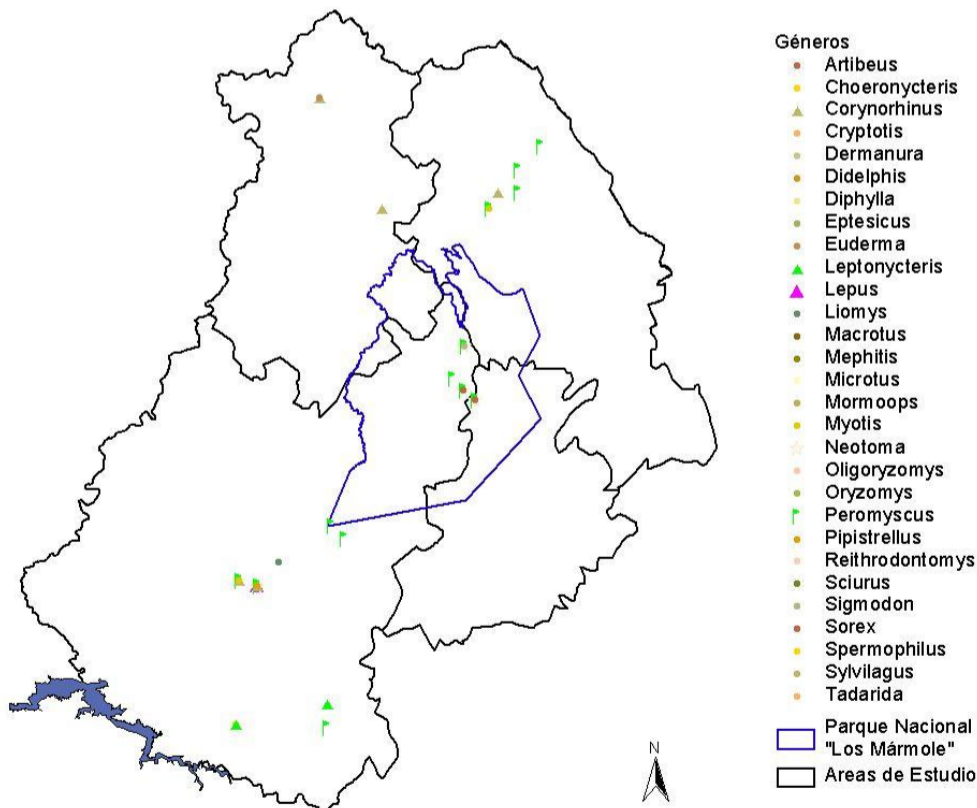 Géneros
Artibeus
Choeronycteris
Corynorhinus
Cryptotis
Dermanura
Didelphis
Diphylla
Eptesicus
Euderma
Leptonycteris
Lepus
Liomys
Macrotus
Mephitis
Microtus
Mormoops
Myotis
Neotoma
Oligoryzomys
Oryzomys
Peromyscus
Pipistrellus
Reithrodontomys
Sciurus
Sigmodon
Sorex
Spermophilus
Sylvilagus
Tadarida
Parque Nacional
"Los Mármole"
Areas de Estudio
N